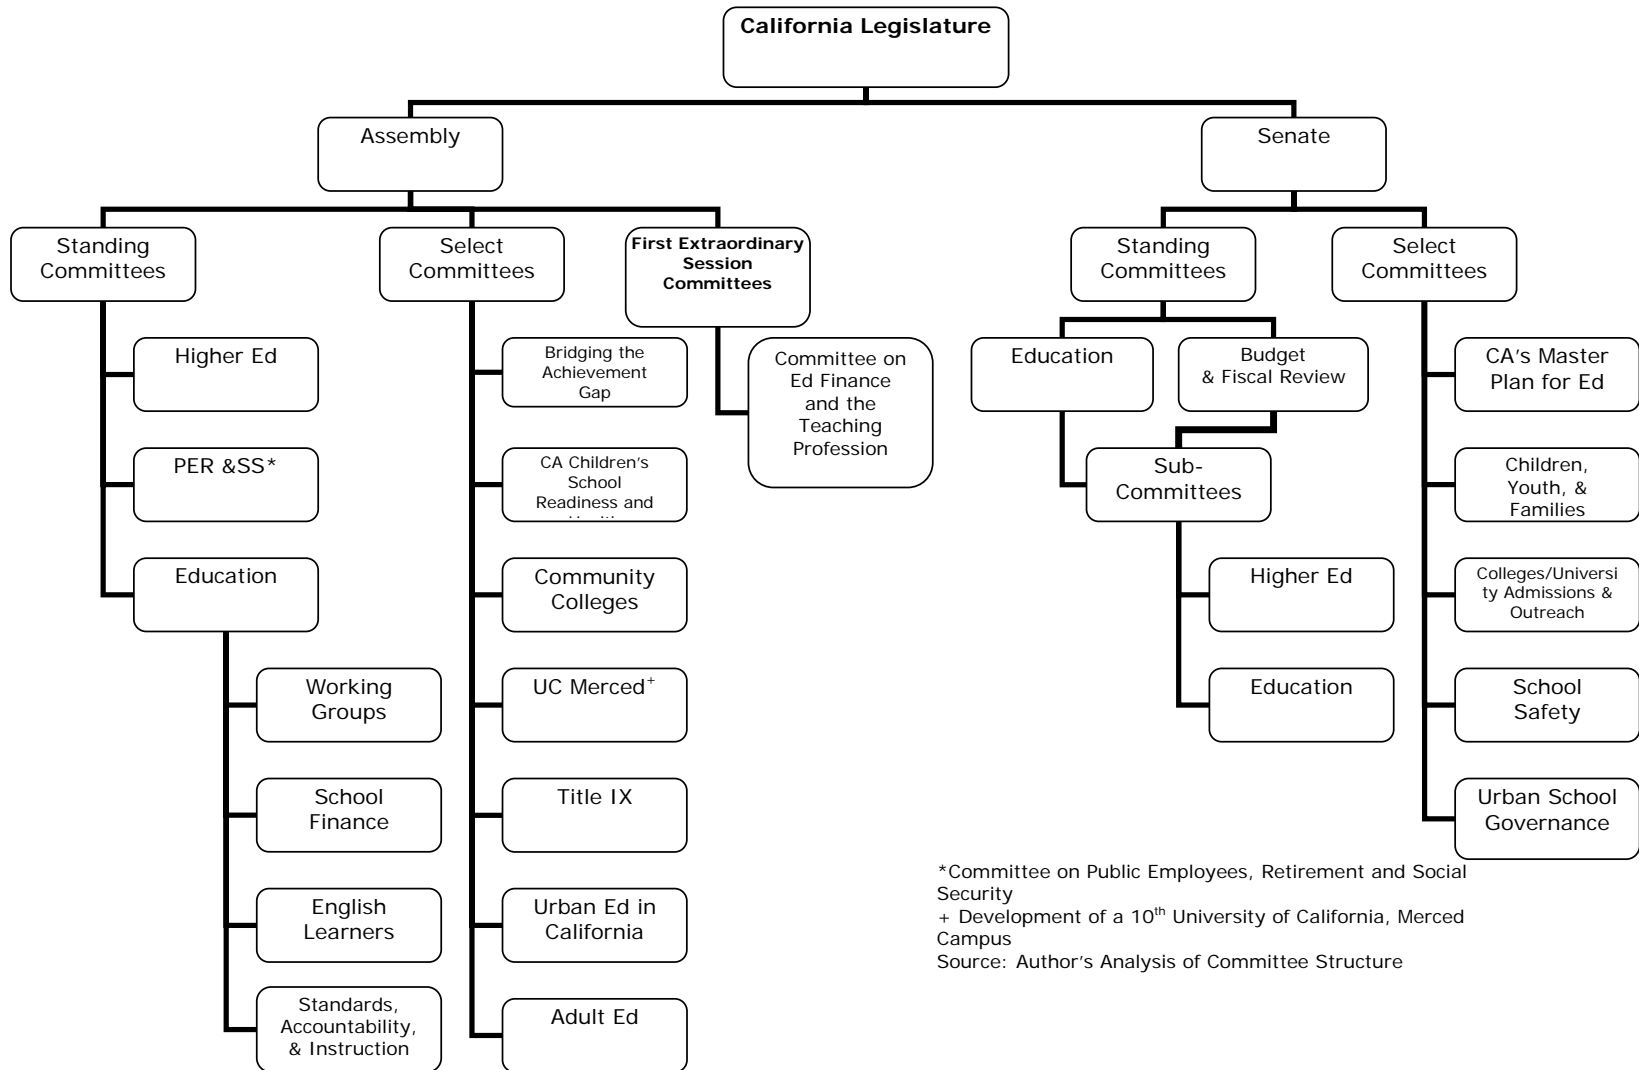 California Legislature
Assembly
Senate
Standing
Committees
Select
Committees
First Extraordinary
Session
Committees
Standing
Committees
Select
Committees
Higher Ed
PER &SS*
Education
Working
Groups
School
Finance
English
Learners
Standards,
Accountability,
& Instruction
Bridging the
Achievement
Gap
CA Children's
School
Readiness and
Community
Colleges
UC Merced+
Title IX
Urban Ed in
California
Adult Ed
Committee on
Ed Finance
and the
Teaching
Profession
Education
Budget
& Fiscal Review
Sub-
Committees
Higher Ed
Education
CA's Master
Plan for Ed
Children,
Youth, &
Families
Colleges/Universi
ty Admissions &
Outreach
School
Safety
Urban School
Governance
*Committee on Public Employees, Retirement and Social
Security
+ Development of a 10th University of California, Merced
Campus
Source: Author's Analysis of Committee Structure